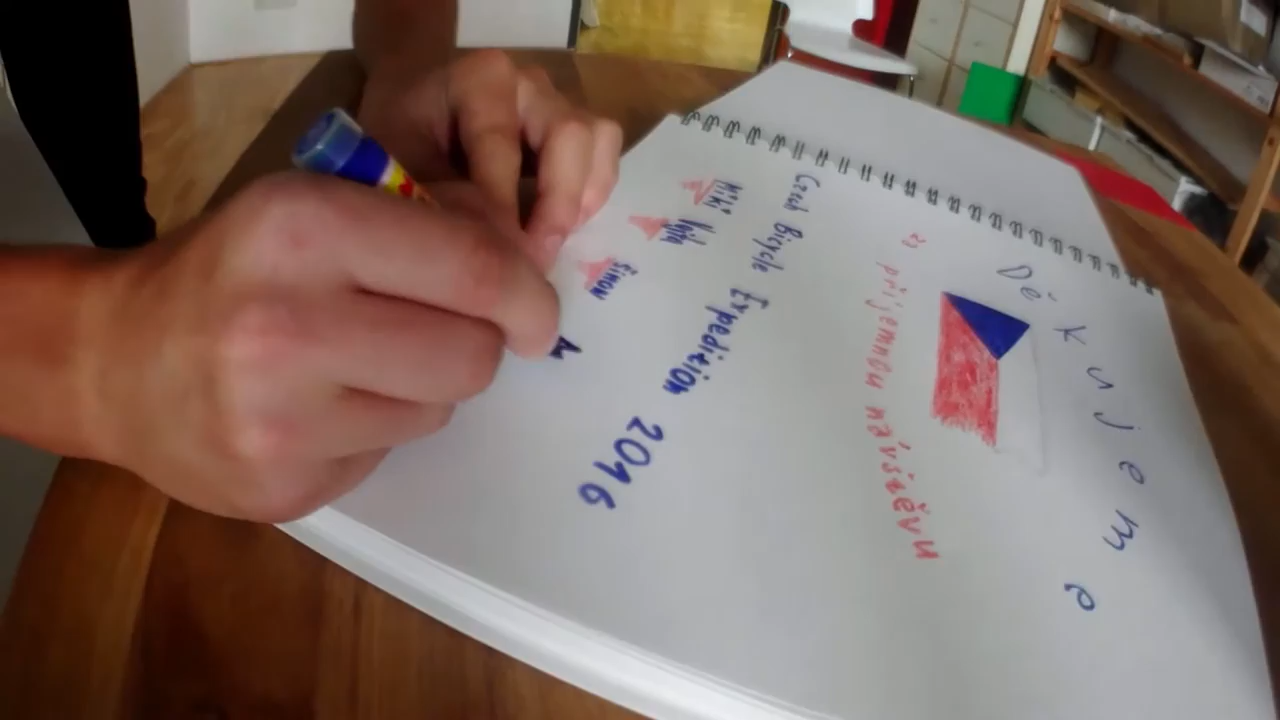 Děkujeme
za příjemnou návštěvu
Czech Bicycle Expedition 2016
Miki Vojta Šimon